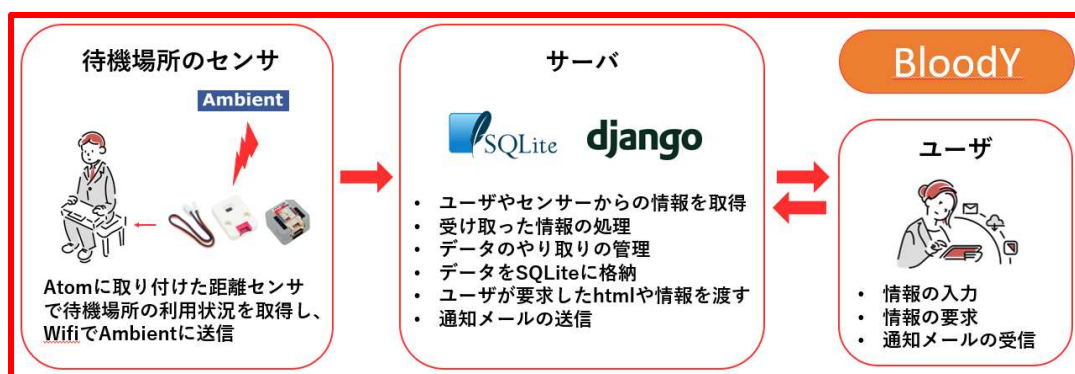 待機場所のセンサ
Ambient
Atomに取り付けた距離センサ
で待機場所の利用状況を取得し、
WifiでAmbientに送信
サーバ
SQLite
django
• ユーザやセンサーからの情報を取得
• 受け取った情報の処理
• データのやり取りの管理
• データをSQLiteに格納
• ユーザが要求したhtmlや情報を渡す
• 通知メールの送信
BloodY
ユーザ
• 情報の入力
• 情報の要求
• 通知メールの受信